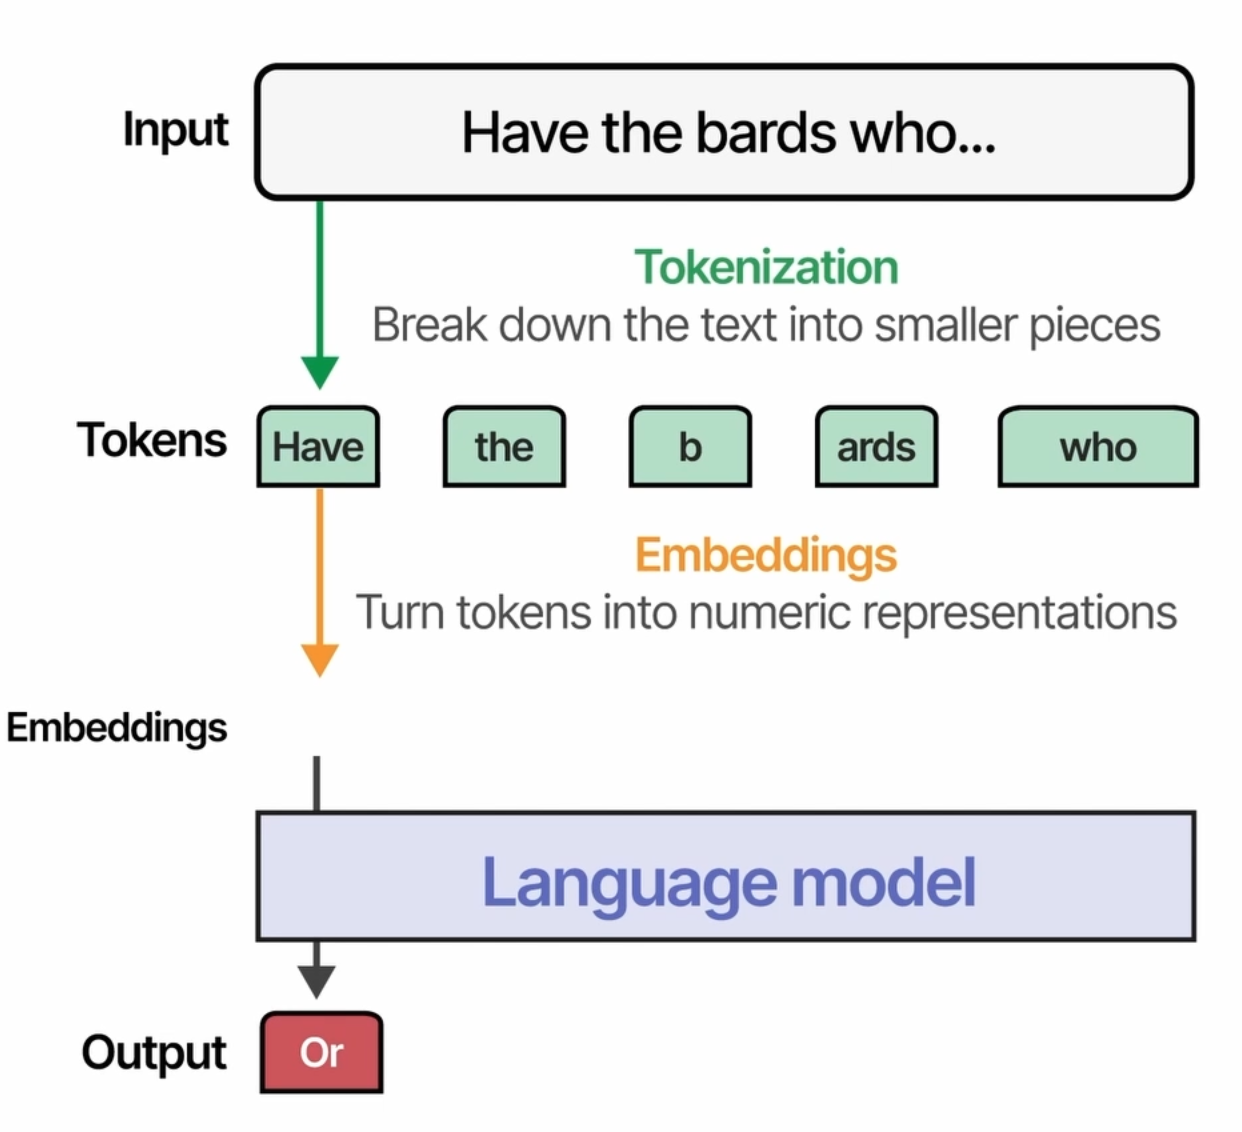 Input
Have the bards who...
Tokenization
Break down the text into smaller pieces
Tokens
Have the b ards who
Embeddings
Turn tokens into numeric representations
Embeddings
Language model
Output
Or